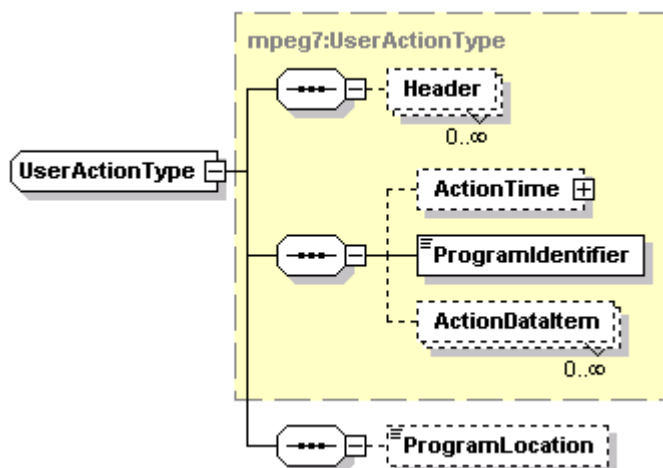 mpeg7:UserActionType
Header
0..∞
UserActionType
ActionTime
ProgramIdentifier
ActionDataItem
0..∞
ProgramLocation